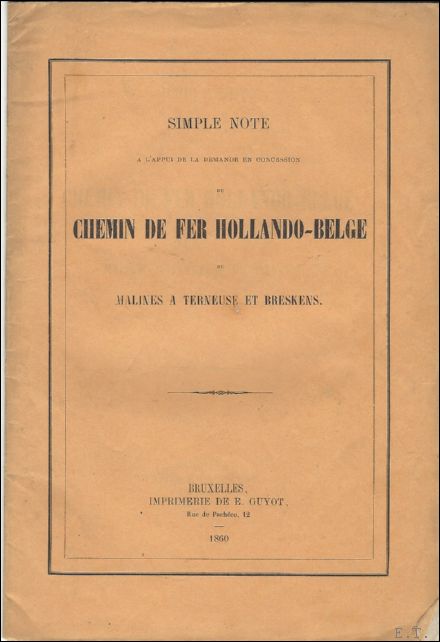 SIMPLE NOTE
A L'APPUI DE LA DEMANDE EN CONCESSION
DU
CHEMIN DE FER HOLLANDO-BELGE
DE
MALINES A TERNEUSE ET BRESKENS.
BRUXELLES,
IMPRIMERIE DE E. GUYOT,
Rue de Pachéco, 12
1860
E.T.